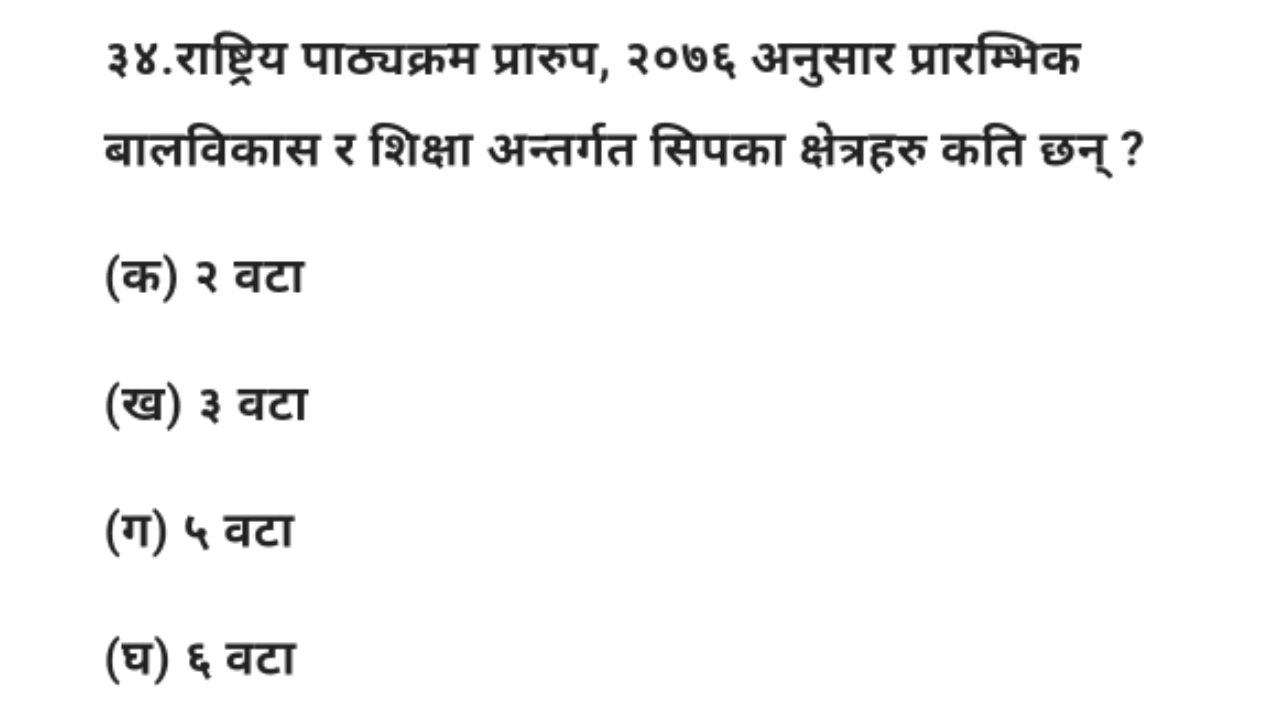 ३४.राष्ट्रिय पाठ्यक्रम प्रारुप, २०७६ अनुसार प्रारम्भिक
बालविकास र शिक्षा अन्तर्गत सिपका क्षेत्रहरु कति छन् ?
(क) २ वटा
(ख) ३ वटा
(ग) ५ वटा
(घ) ६ वटा